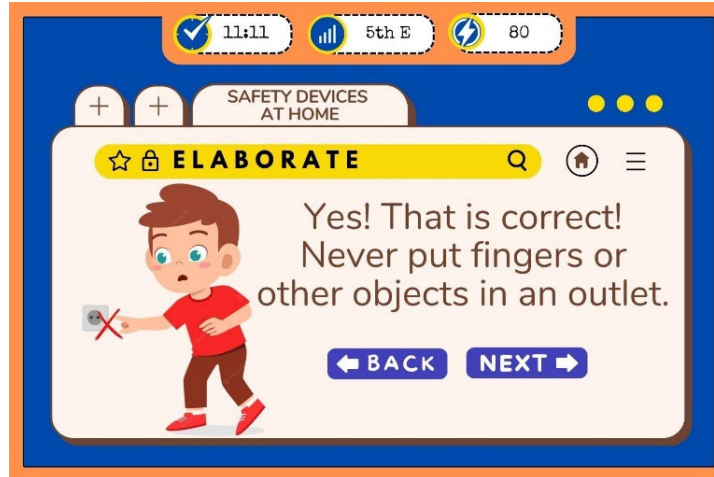 11:11
5th E
80
SAFETY DEVICES
AT HOME
ELABORATE
Yes! That is correct!
Never put fingers or
other objects in an outlet.
BACK
NEXT